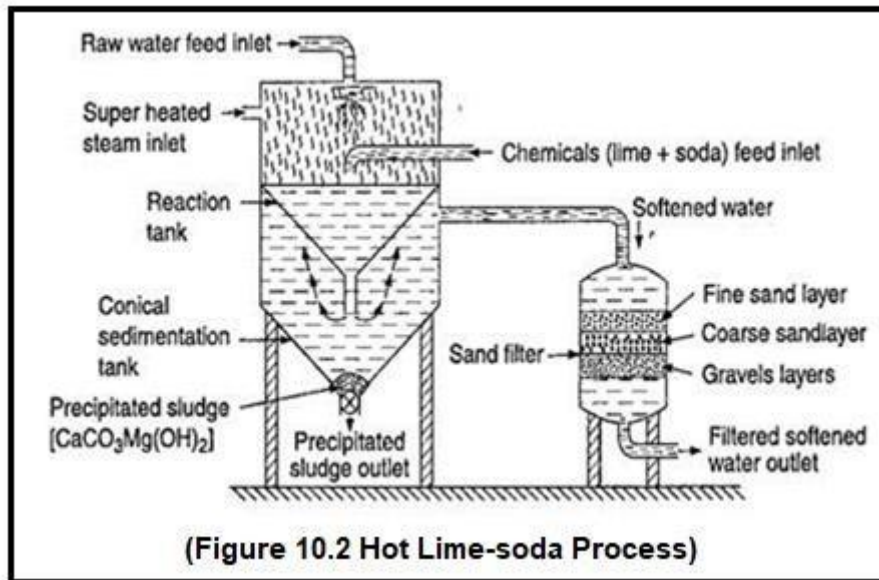 Raw water feed inlet
Super heated
steam inlet
Chemicals (lime + soda) feed inlet
Reaction
tank
Softened
water
Conical
sedimentation
tank
Fine sand layer
Coarse sandlayer
Sand filter
Gravels layers
Precipitated sludge
[CaCO₃Mg(OH)₂]
Precipitated
sludge outlet
Filtered softened
water outlet
(Figure 10.2 Hot Lime-soda Process)